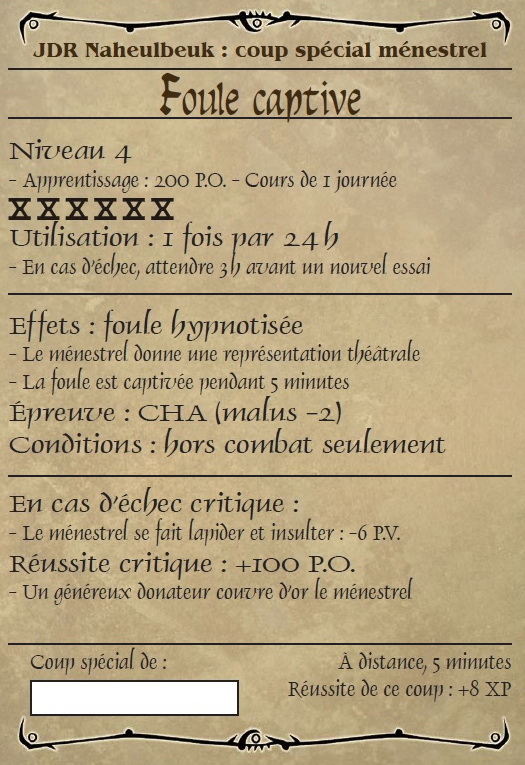 JDR Naheulbeuk : coup spécial ménestrel
Foule captive
Niveau 4
- Apprentissage : 200 P.O. - Cours de 1 journée
X X X X X X
Utilisation : 1 fois par 24 h
- En cas d'échec, attendre 3h avant un nouvel essai
Effets : foule hypnotisée
- Le ménestrel donne une représentation théâtrale
- La foule est captivée pendant 5 minutes
Épreuve : CHA (malus -2)
Conditions : hors combat seulement
En cas d'échec critique :
- Le ménestrel se fait lapider et insulter : -6 P.V.
Réussite critique : +100 P.O.
- Un généreux donateur couvre d'or le ménestrel
Coup spécial de :
À distance, 5 minutes
Réussite de ce coup : +8 XP